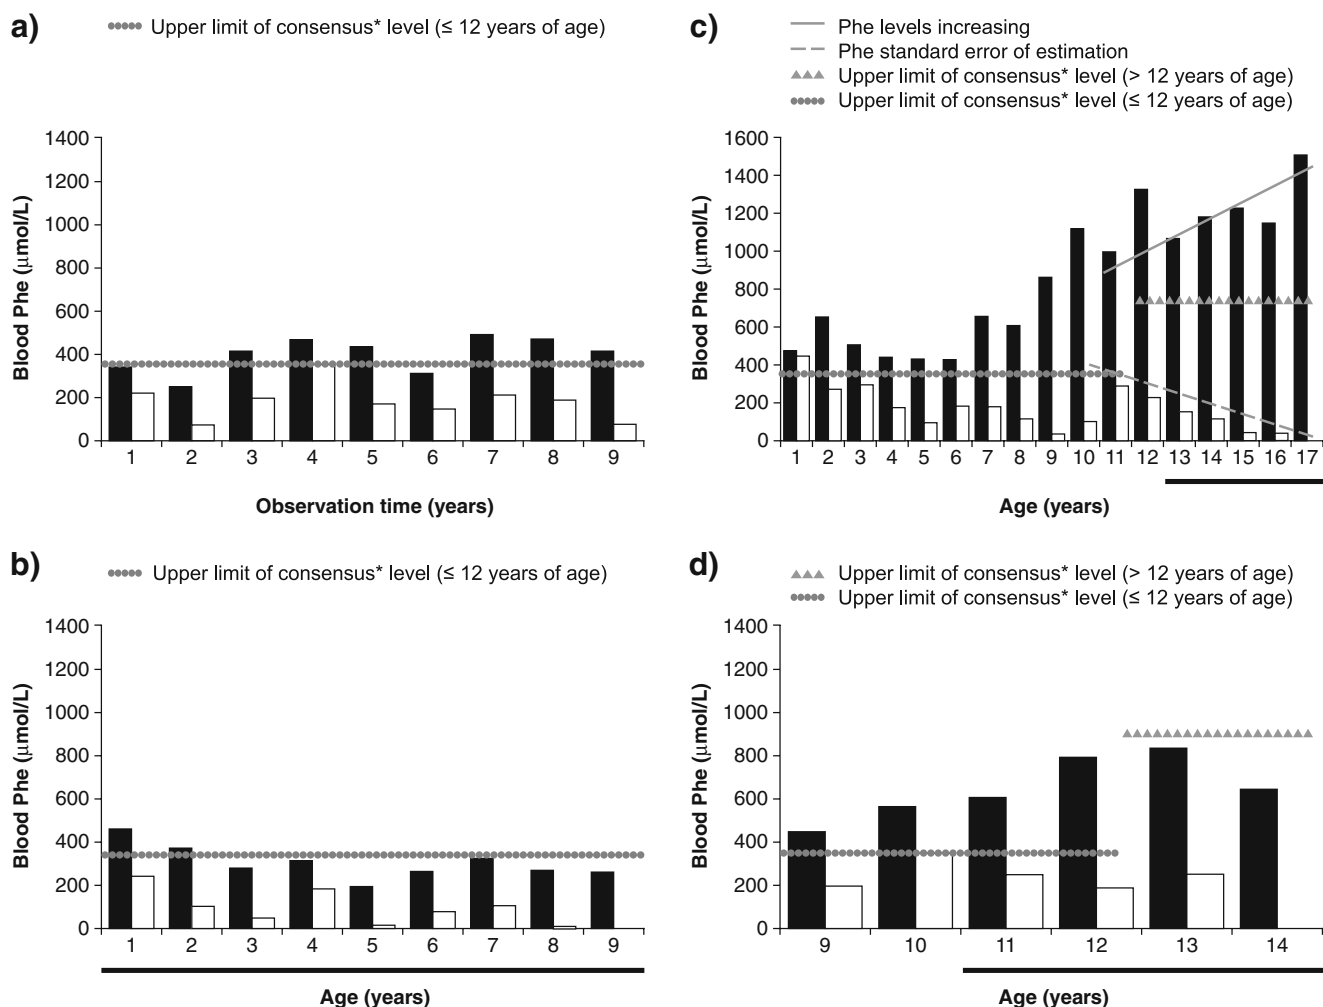 a)
Upper limit of consensus* level (≤ 12 years of age)
1400
1200
1000
800
600
400
200
0
Blood Phe (μmol/L)
1 2 3 4 5 6 7 8 9
Observation time (years)
c)
Phe levels increasing
Phe standard error of estimation
Upper limit of consensus* level (> 12 years of age)
Upper limit of consensus* level (≤ 12 years of age)
1600
1400
1200
1000
800
600
400
200
0
Blood Phe (μmol/L)
1 2 3 4 5 6 7 8 9 10 11 12 13 14 15 16 17
Age (years)
b)
Upper limit of consensus* level (≤ 12 years of age)
1400
1200
1000
800
600
400
200
0
Blood Phe (μmol/L)
1 2 3 4 5 6 7 8 9
Age (years)
d)
Upper limit of consensus* level (> 12 years of age)
Upper limit of consensus* level (≤ 12 years of age)
1400
1200
1000
800
600
400
200
0
Blood Phe (μmol/L)
9 10 11 12 13 14
Age (years)